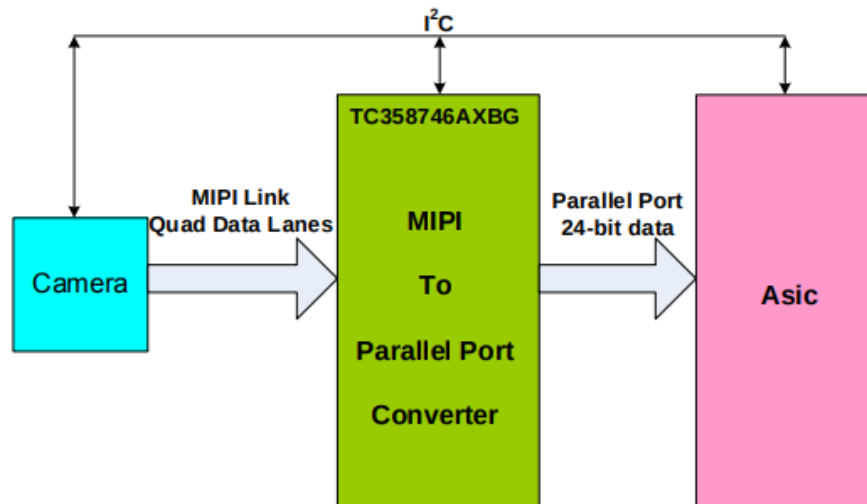 I²C
TC358746AXBG
MIPI Link
Quad Data Lanes
Parallel Port
24-bit data
Camera
MIPI
To
Parallel Port
Converter
Asic